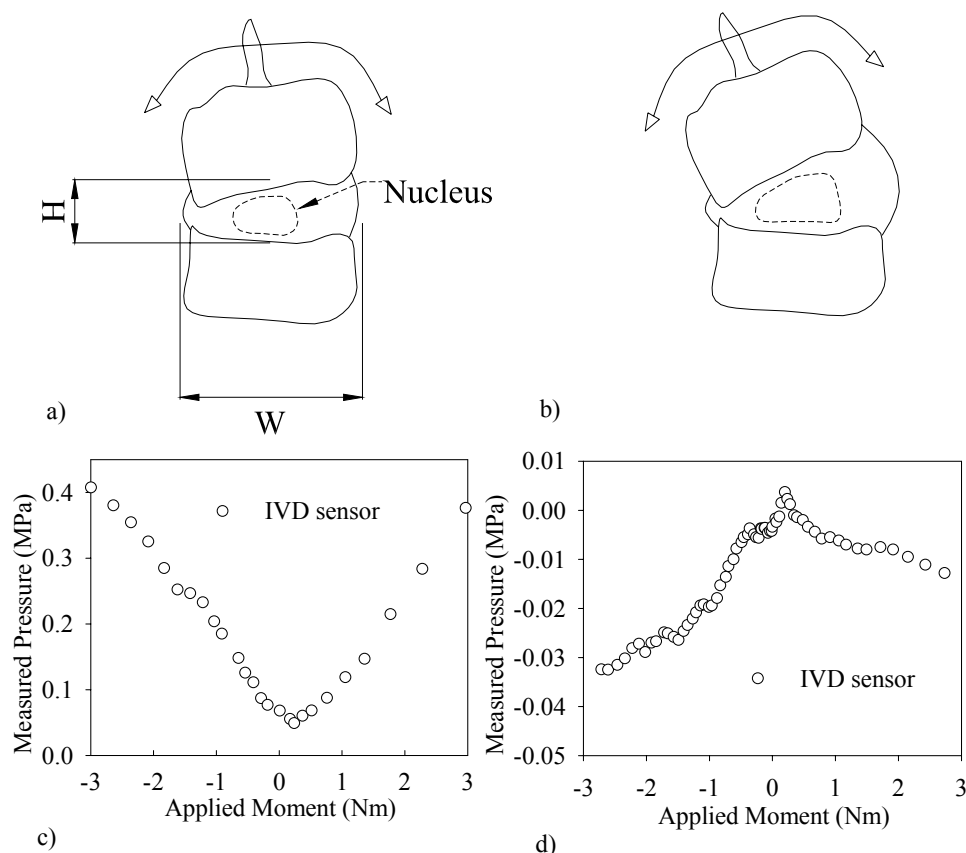 H
Nucleus
W
a)
b)
Measured Pressure (MPa)
0.4
0.3
0.2
0.1
0.0
IVD sensor
-3 -2 -1 0 1 2 3
Applied Moment (Nm)
c)
Measured Pressure (MPa)
0.01
0.00
-0.01
-0.02
-0.03
-0.04
-0.05
IVD sensor
-3 -2 -1 0 1 2 3
Applied Moment (Nm)
d)